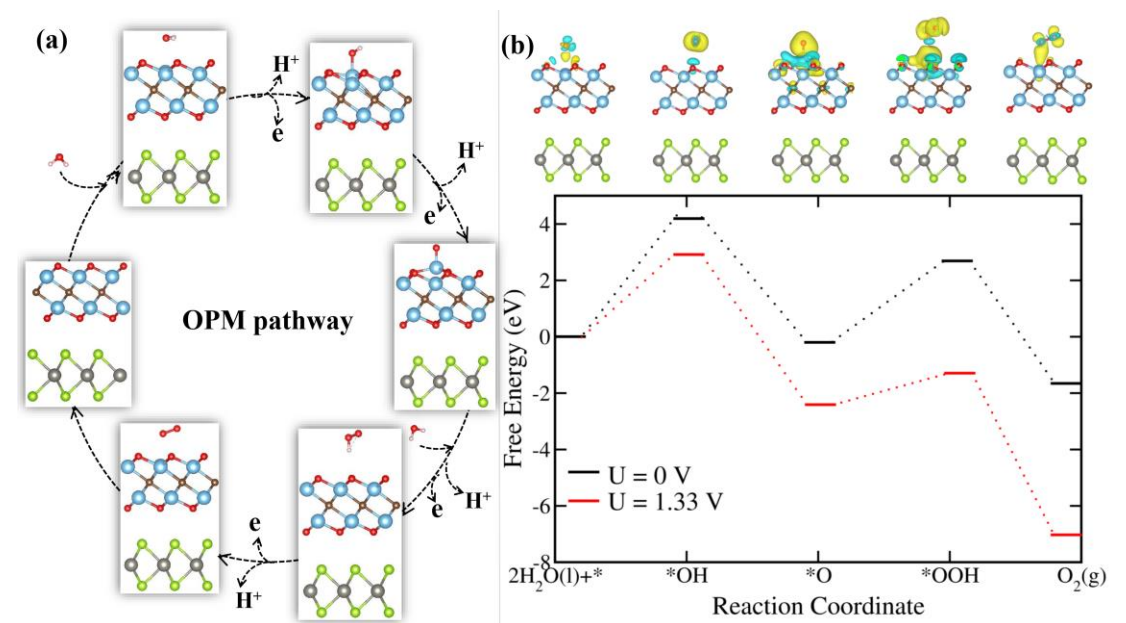 (a)
H⁺
e
H⁺
e
OPM pathway
e
H⁺
e
H⁺
(b)
4
2
0
-2
-4
-6
-8
Free Energy (eV)
U = 0 V
U = 1.33 V
2H₂O(l)+* *OH *O *OOH O₂(g)
Reaction Coordinate